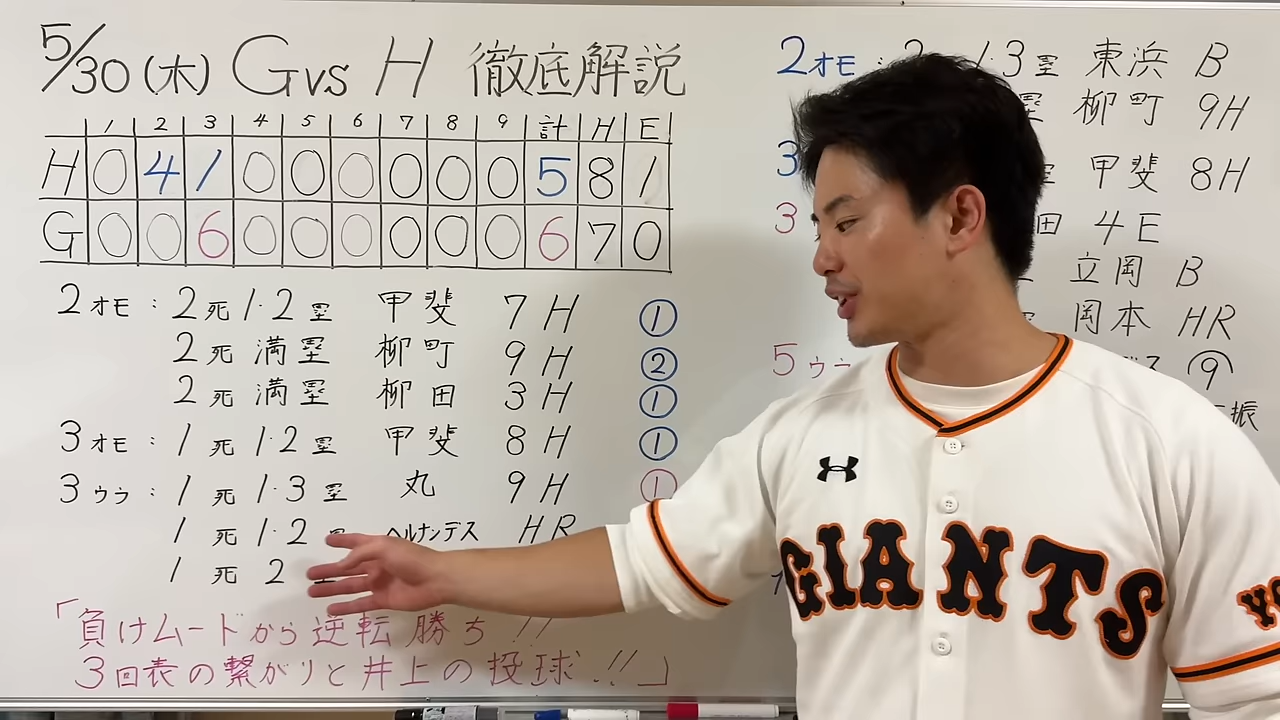 5/30(木) G vs H 徹底解説
1 2 3 4 5 6 7 8 9 計 H E
H 0 4 1 0 0 0 0 0 0 5 8 1
G 0 0 6 0 0 0 0 0 0 6 7 0
2オモ:2死1・2塁 甲斐 7H ①
2死満塁 柳町 9H ②
2死満塁 柳田 3H ①
3オモ:1死1・2塁 甲斐 8H ①
3ウラ:1死1・3塁 丸 9H ①
1死1・2 ヘルナンデス HR
1死2
「負けムードから逆転勝ち!!
3回表の繋がりと井上の投球!!」
2オモ: 1・3塁 東浜 B
塁 柳町 9H
3 甲斐 8H
3 田 4E
立岡 B
岡本 HR
5ウラ ⑨
振
GIANTS